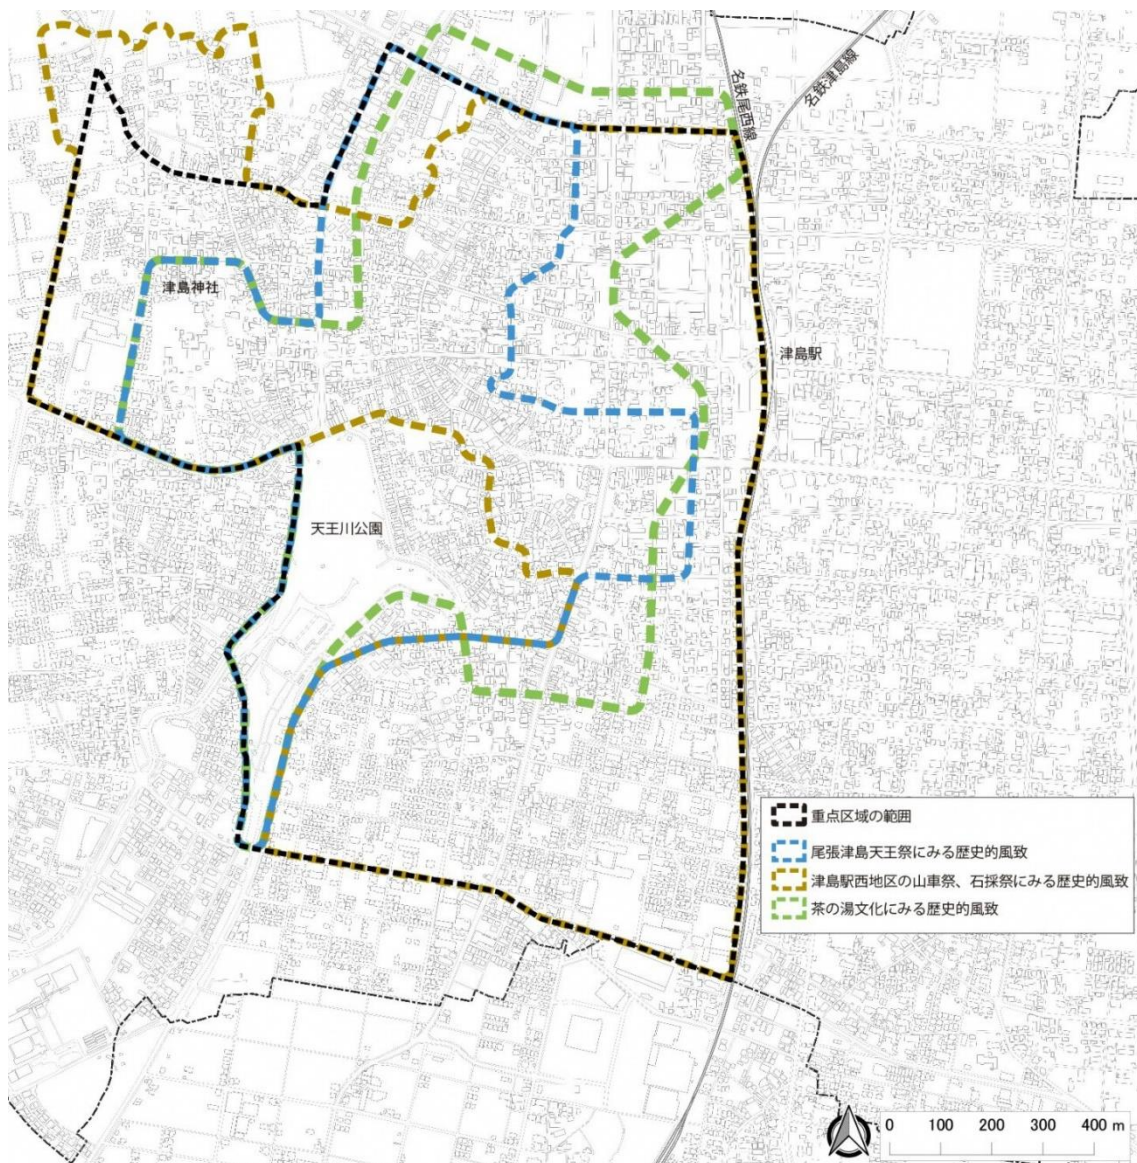 名鉄尾西線
名鉄津島線
津島神社
津島駅
天王川公園
重点区域の範囲
尾張津島天王祭にみる歴史的風致
津島駅西地区の山車祭、石採祭にみる歴史的風致
茶の湯文化にみる歴史的風致
0 100 200 300 400 m